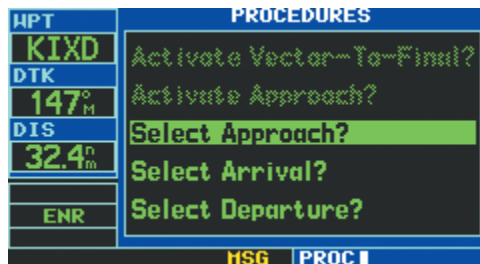 WPT
KIXD
DTK
147°M
DIS
32.4nm
ENR
PROCEDURES
Activate Vector-To-Final?
Activate Approach?
Select Approach?
Select Arrival?
Select Departure?
MSG PROC